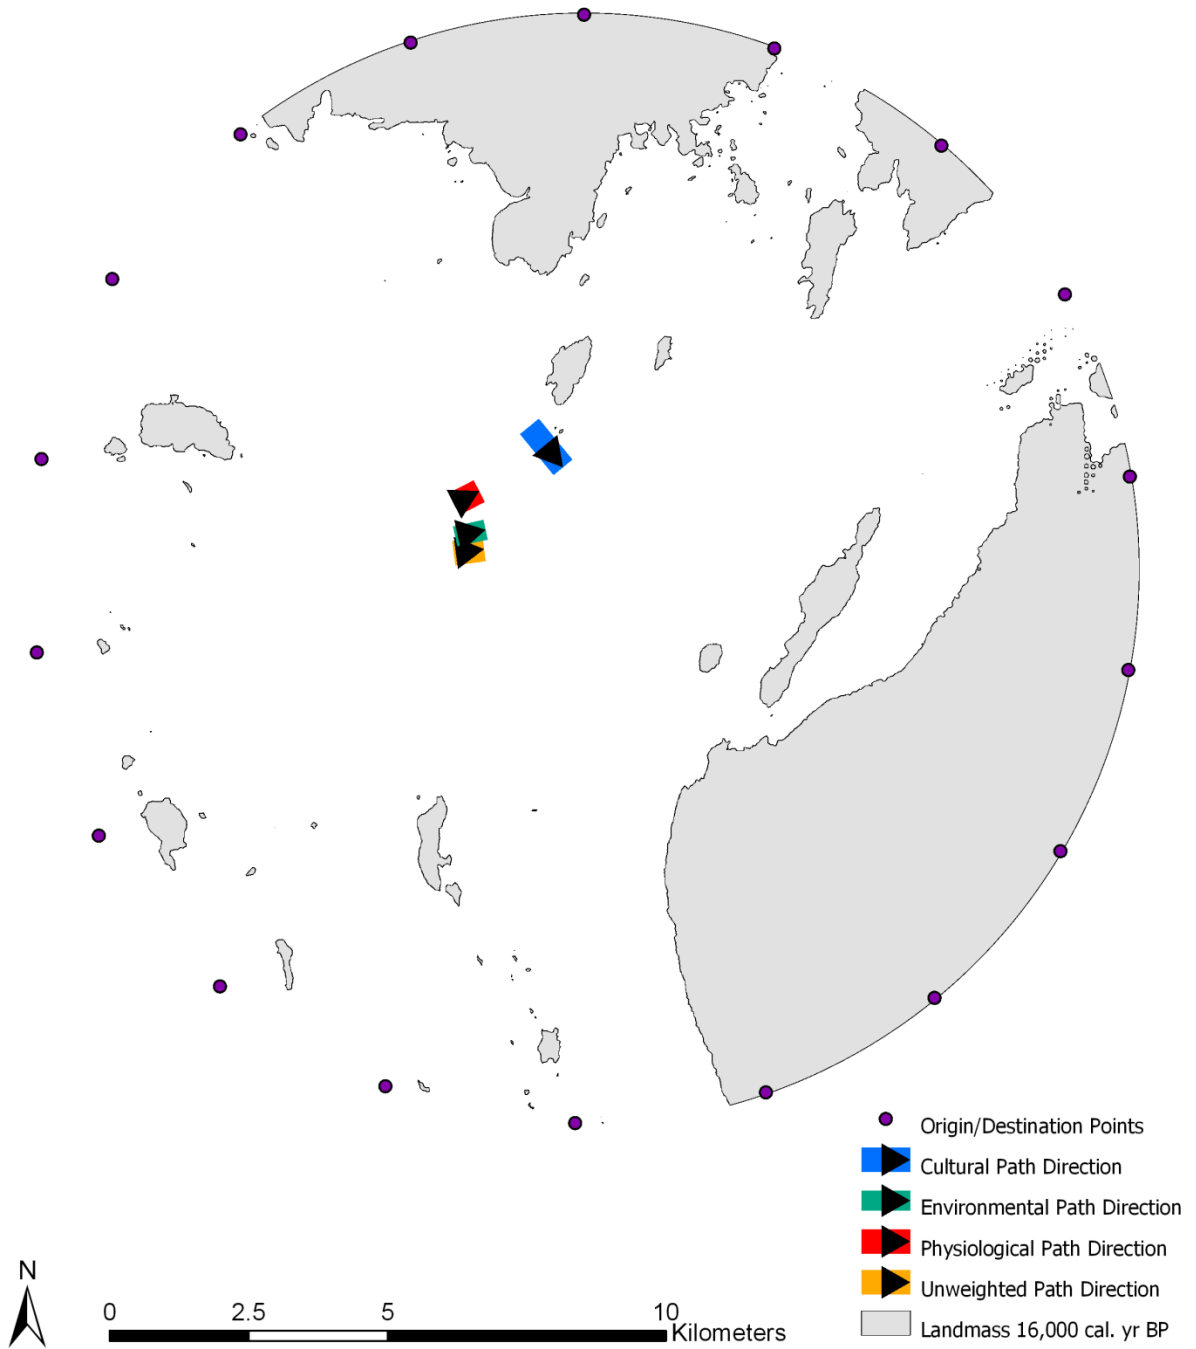 Origin/Destination Points
Cultural Path Direction
Environmental Path Direction
Physiological Path Direction
Unweighted Path Direction
Landmass 16,000 cal. yr BP
N
0 2.5 5 10
Kilometers